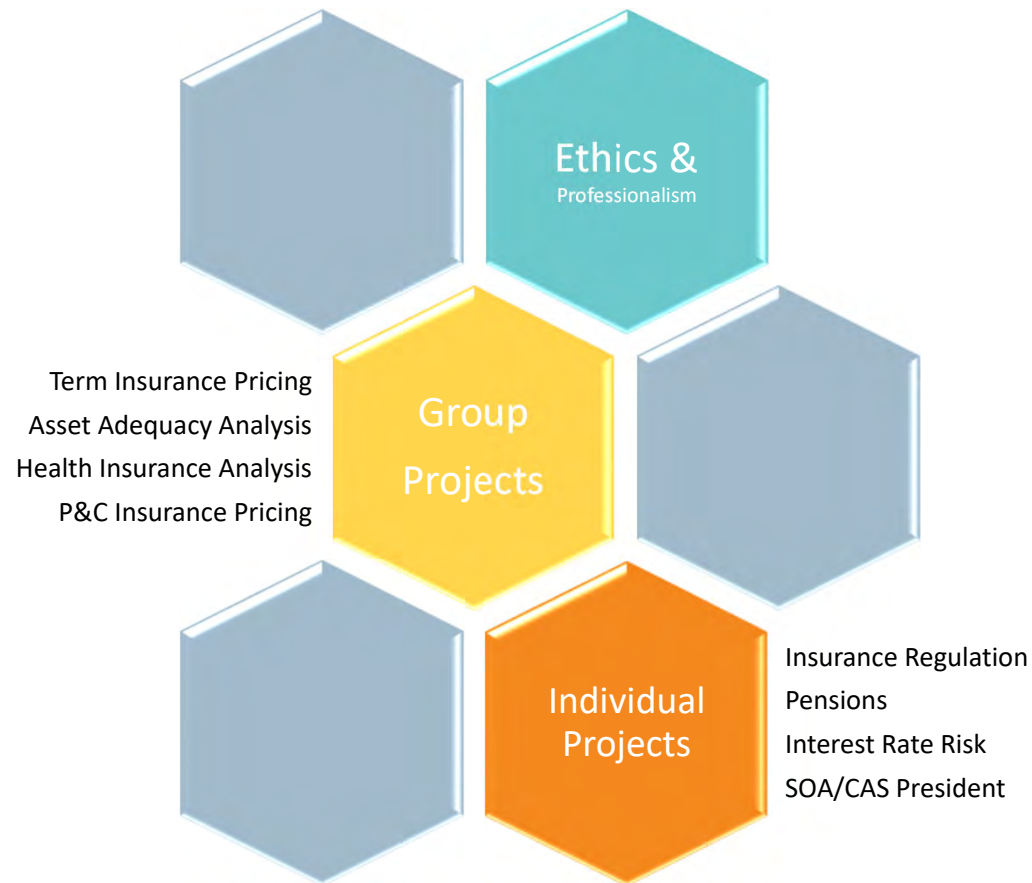 Ethics &
Professionalism
Term Insurance Pricing
Asset Adequacy Analysis
Health Insurance Analysis
P&C Insurance Pricing
Group
Projects
Individual
Projects
Insurance Regulation
Pensions
Interest Rate Risk
SOA/CAS President